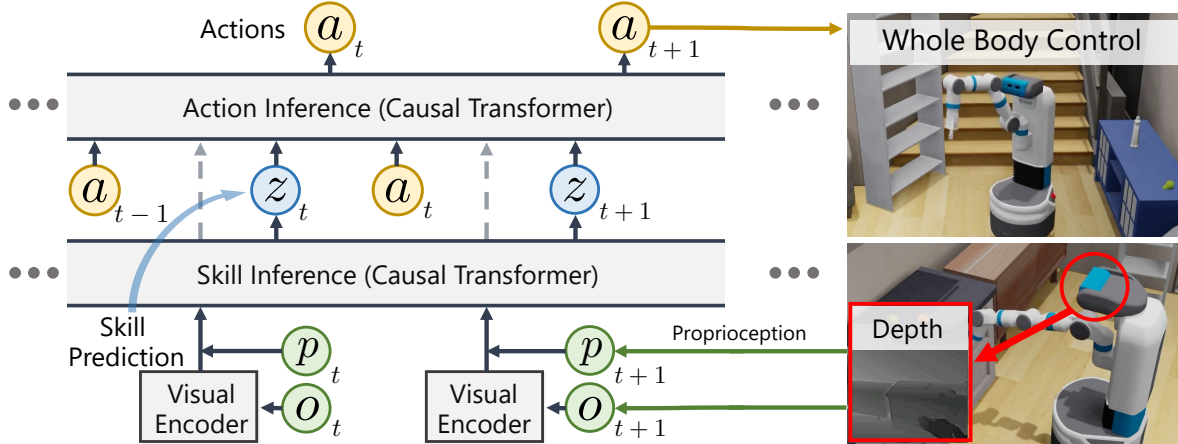 Actions
a t
a t+1
Whole Body Control
Action Inference (Causal Transformer)
a t−1
z t
a t
z t+1
Skill Inference (Causal Transformer)
Skill
Prediction
p t
Proprioception
p t+1
Depth
Visual
Encoder
o t
Visual
Encoder
o t+1